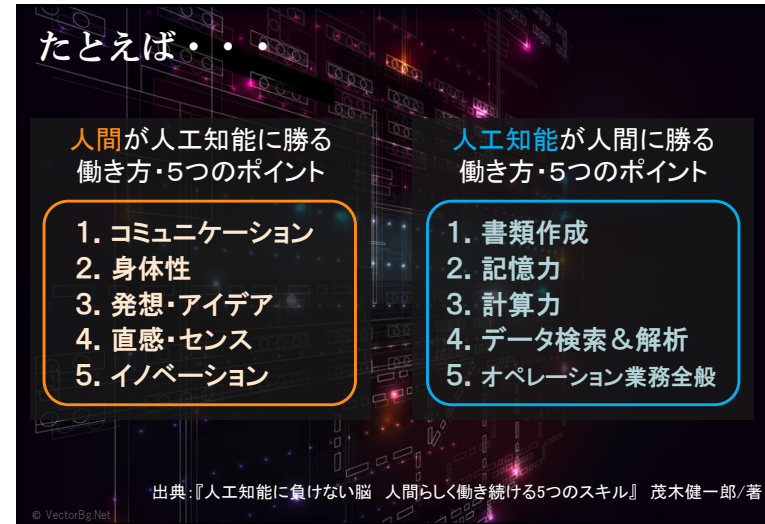 たとえば・・・
人間が人工知能に勝る
働き方・５つのポイント
1. コミュニケーション
2. 身体性
3. 発想・アイデア
4. 直感・センス
5. イノベーション
人工知能が人間に勝る
働き方・５つのポイント
1. 書類作成
2. 記憶力
3. 計算力
4. データ検索＆解析
5. オペレーション業務全般
出典：『人工知能に負けない脳　人間らしく働き続ける5つのスキル』 茂木健一郎/著
© VectorBg.Net